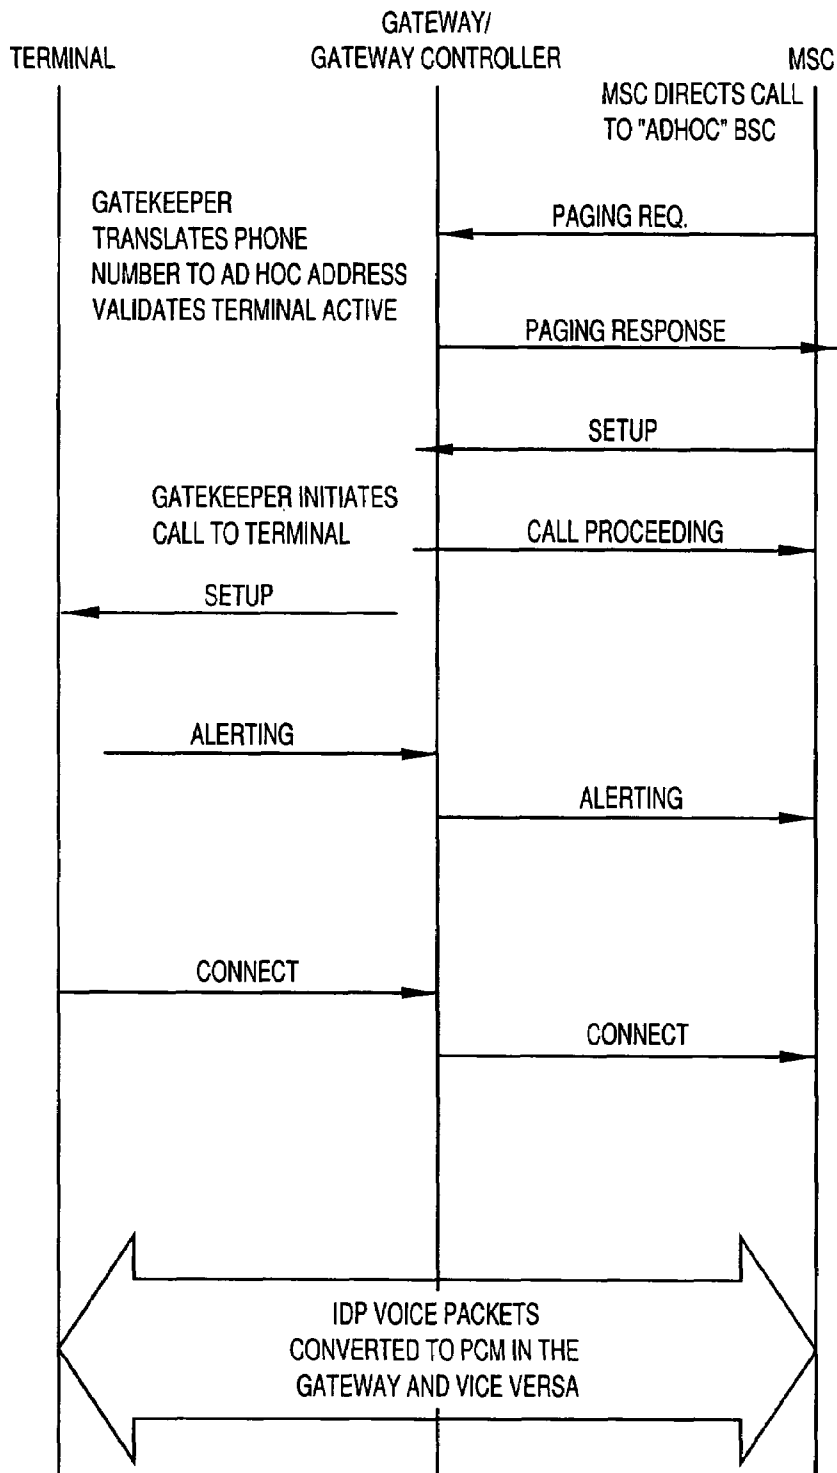 GATEWAY/
TERMINAL
GATEWAY CONTROLLER
MSC
MSC DIRECTS CALL
TO "ADHOC" BSC
GATEKEEPER
TRANSLATES PHONE
NUMBER TO AD HOC ADDRESS
VALIDATES TERMINAL ACTIVE
PAGING REQ.
PAGING RESPONSE
SETUP
GATEKEEPER INITIATES
CALL TO TERMINAL
CALL PROCEEDING
SETUP
ALERTING
ALERTING
CONNECT
CONNECT
IDP VOICE PACKETS
CONVERTED TO PCM IN THE
GATEWAY AND VICE VERSA